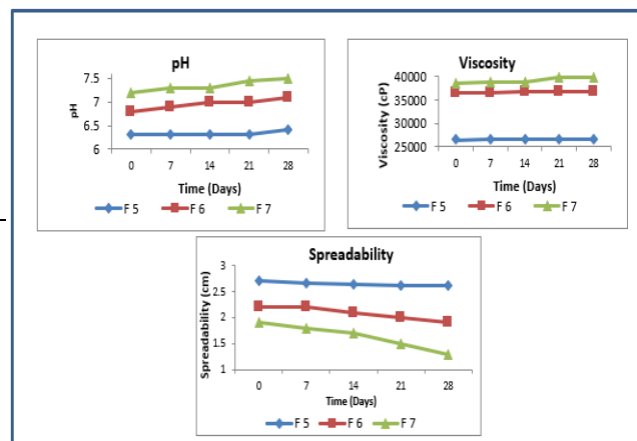 pH
7.5
7
6.5
6
pH
0 7 14 21 28
Time (Days)
F 5 F 6 F 7
Viscosity
40000
35000
30000
25000
Viscosity (cP)
0 7 14 21 28
Time (Days)
F 5 F 6 F 7
Spreadability
3
2.5
2
1.5
1
Spreadability (cm)
0 7 14 21 28
Time (Days)
F 5 F 6 F 7